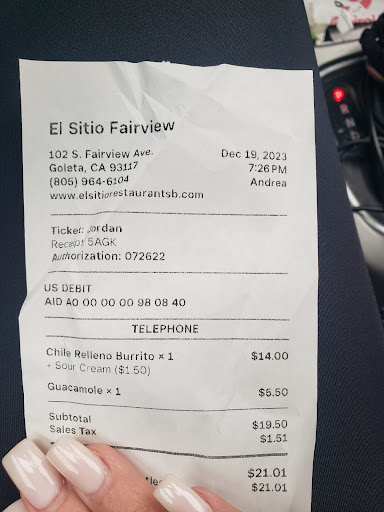 El Sitio Fairview
102 S. Fairview Ave. Dec 19, 2023
Goleta, CA 93117 7:26 PM
(805) 964-6104 Andrea
www.elsitiorestaurantsb.com
Ticket: Jordan
Receipt 5AGK
Authorization: 072622
US DEBIT
AID A0 00 00 00 98 08 40
TELEPHONE
Chile Relleno Burrito × 1 $14.00
+ Sour Cream ($1.50)
Guacamole × 1 $5.50
Subtotal $19.50
Sales Tax $1.51
$21.01
$21.01
P